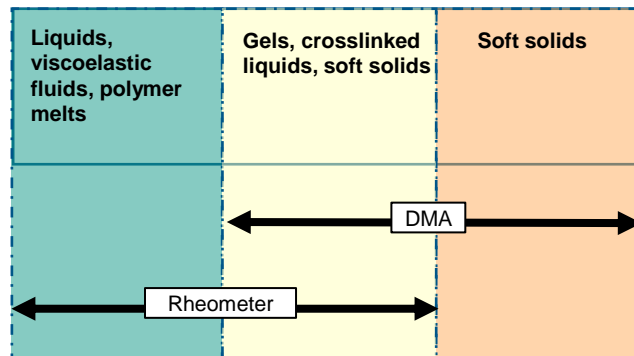 Liquids,
viscoelastic
fluids, polymer
melts
Gels, crosslinked
liquids, soft solids
Soft solids
DMA
Rheometer